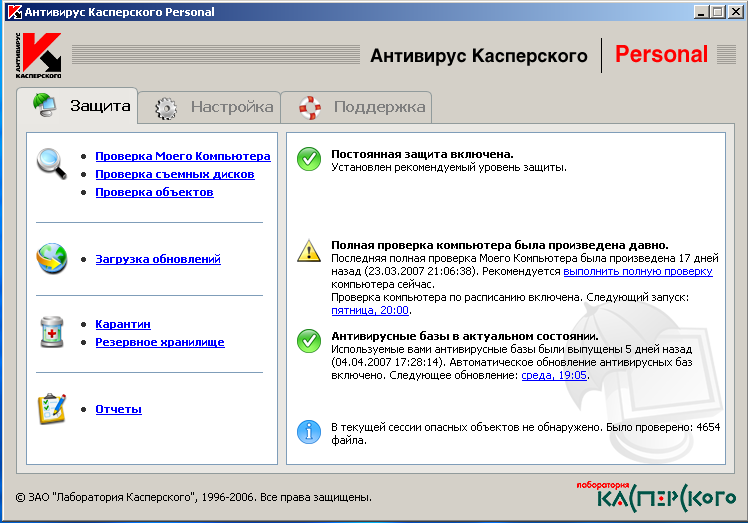 Антивирус Касперского Personal
АНТИВИРУС
КАСПЕРСКОГО
Антивирус Касперского
Personal
Защита
Настройка
Поддержка
Проверка Моего Компьютера
Проверка съемных дисков
Проверка объектов
Загрузка обновлений
Карантин
Резервное хранилище
Отчеты
Постоянная защита включена.
Установлен рекомендуемый уровень защиты.
Полная проверка компьютера была произведена давно.
Последняя полная проверка Моего Компьютера была произведена 17 дней
назад (23.03.2007 21:06:38). Рекомендуется выполнить полную проверку
компьютера сейчас.
Проверка компьютера по расписанию включена. Следующий запуск:
пятница, 20:00.
Антивирусные базы в актуальном состоянии.
Используемые вами антивирусные базы были выпущены 5 дней назад
(04.04.2007 17:28:14). Автоматическое обновление антивирусных баз
включено. Следующее обновление: среда, 19:05.
В текущей сессии опасных объектов не обнаружено. Было проверено: 4654
файла.
© ЗАО "Лаборатория Касперского", 1996-2006. Все права защищены.
лаборатория
КАСПЕРСКОГО